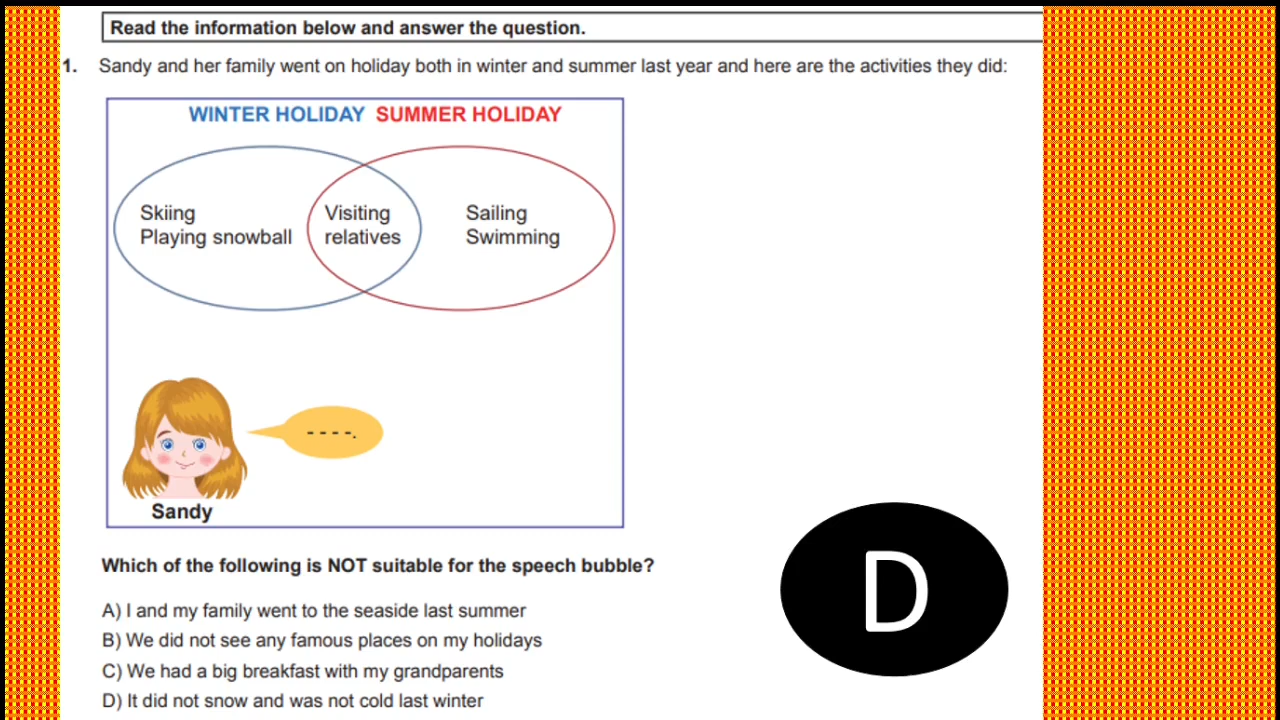 Read the information below and answer the question.
1. Sandy and her family went on holiday both in winter and summer last year and here are the activities they did:
WINTER HOLIDAY SUMMER HOLIDAY
Skiing
Playing snowball
Visiting
relatives
Sailing
Swimming
- - - -.
Sandy
Which of the following is NOT suitable for the speech bubble?
A) I and my family went to the seaside last summer
B) We did not see any famous places on my holidays
C) We had a big breakfast with my grandparents
D) It did not snow and was not cold last winter
D